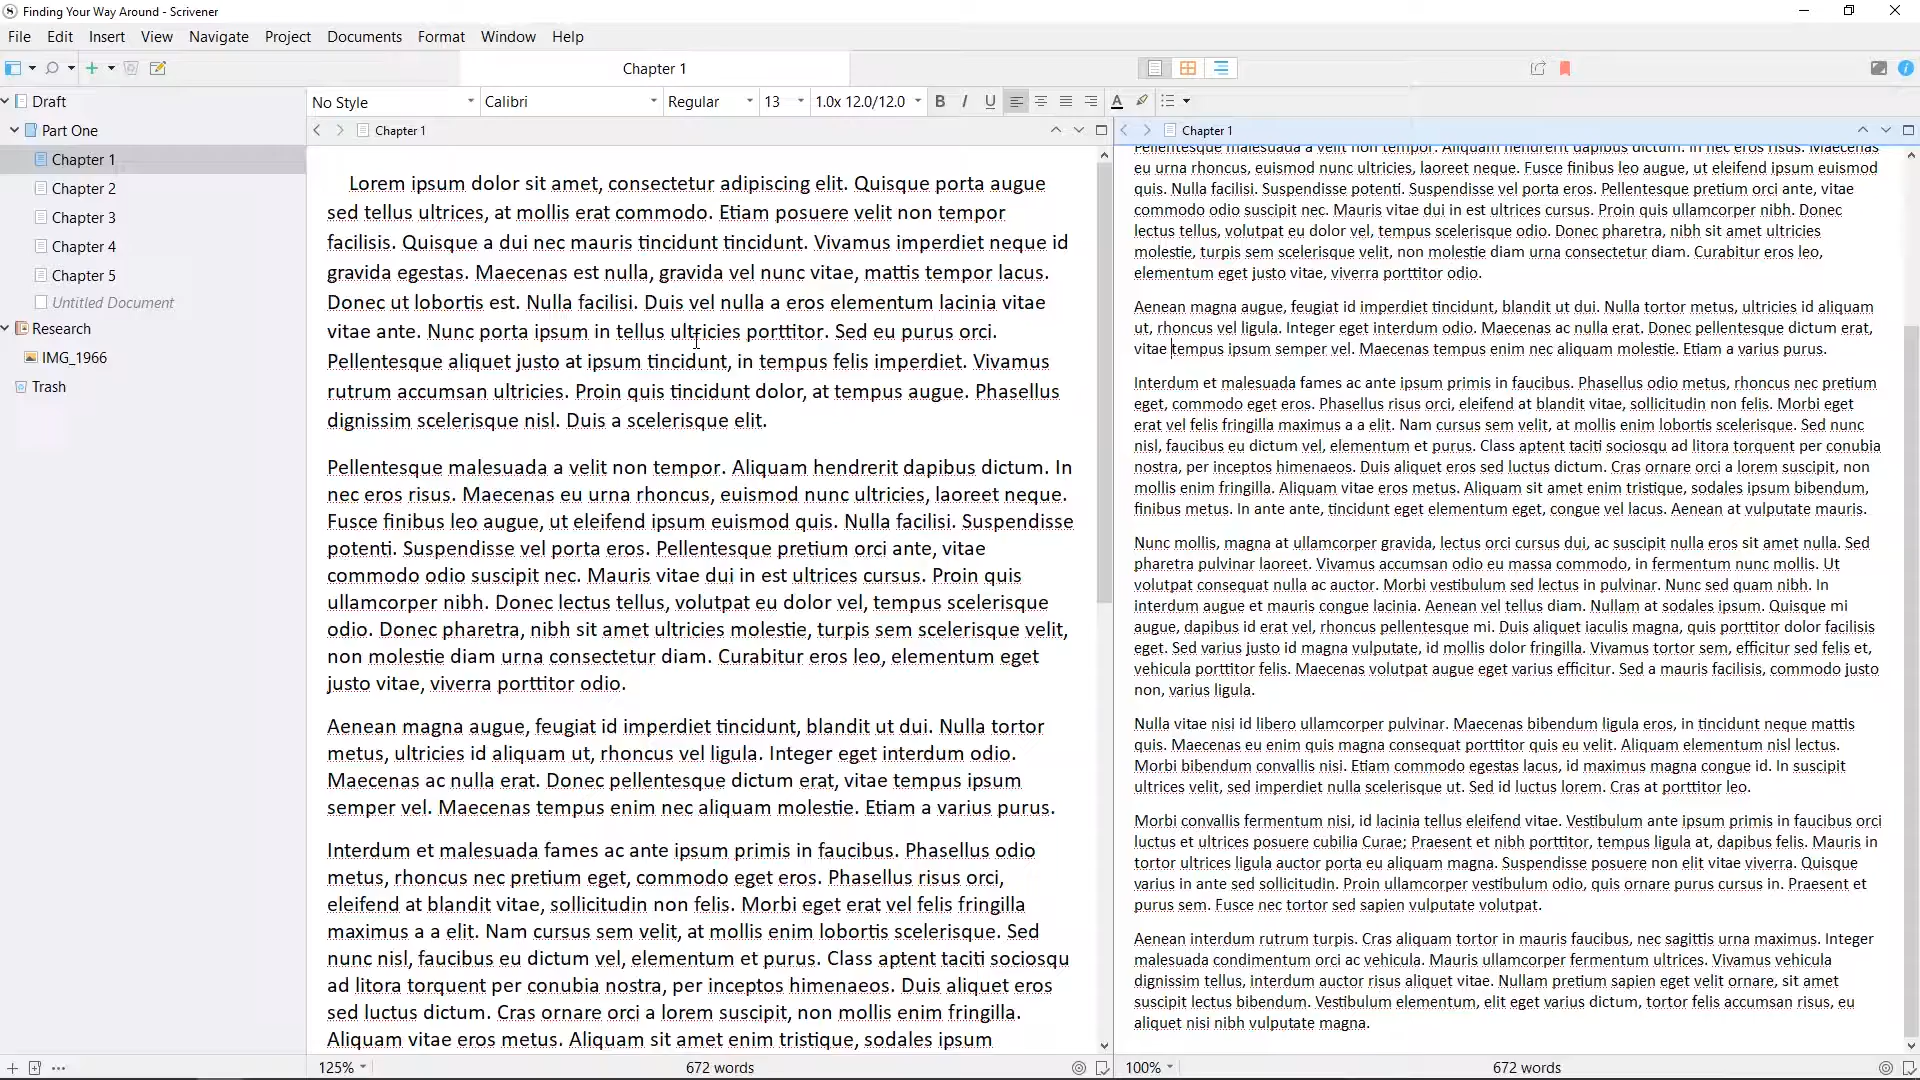 Finding Your Way Around - Scrivener
File Edit Insert View Navigate Project Documents Format Window Help
Chapter 1
No Style Calibri Regular 13 1.0x 12.0/12.0 B I U A
Draft
Part One
Chapter 1
Chapter 2
Chapter 3
Chapter 4
Chapter 5
Untitled Document
Research
IMG_1966
Trash
Chapter 1
Lorem ipsum dolor sit amet, consectetur adipiscing elit. Quisque porta augue
sed tellus ultrices, at mollis erat commodo. Etiam posuere velit non tempor
facilisis. Quisque a dui nec mauris tincidunt tincidunt. Vivamus imperdiet neque id
gravida egestas. Maecenas est nulla, gravida vel nunc vitae, mattis tempor lacus.
Donec ut lobortis est. Nulla facilisi. Duis vel nulla a eros elementum lacinia vitae
vitae ante. Nunc porta ipsum in tellus ultricies porttitor. Sed eu purus orci.
Pellentesque aliquet justo at ipsum tincidunt, in tempus felis imperdiet. Vivamus
rutrum accumsan ultricies. Proin quis tincidunt dolor, at tempus augue. Phasellus
dignissim scelerisque nisl. Duis a scelerisque elit.
Pellentesque malesuada a velit non tempor. Aliquam hendrerit dapibus dictum. In
nec eros risus. Maecenas eu urna rhoncus, euismod nunc ultricies, laoreet neque.
Fusce finibus leo augue, ut eleifend ipsum euismod quis. Nulla facilisi. Suspendisse
potenti. Suspendisse vel porta eros. Pellentesque pretium orci ante, vitae
commodo odio suscipit nec. Mauris vitae dui in est ultrices cursus. Proin quis
ullamcorper nibh. Donec lectus tellus, volutpat eu dolor vel, tempus scelerisque
odio. Donec pharetra, nibh sit amet ultricies molestie, turpis sem scelerisque velit,
non molestie diam urna consectetur diam. Curabitur eros leo, elementum eget
justo vitae, viverra porttitor odio.
Aenean magna augue, feugiat id imperdiet tincidunt, blandit ut dui. Nulla tortor
metus, ultricies id aliquam ut, rhoncus vel ligula. Integer eget interdum odio.
Maecenas ac nulla erat. Donec pellentesque dictum erat, vitae tempus ipsum
semper vel. Maecenas tempus enim nec aliquam molestie. Etiam a varius purus.
Interdum et malesuada fames ac ante ipsum primis in faucibus. Phasellus odio
metus, rhoncus nec pretium eget, commodo eget eros. Phasellus risus orci,
eleifend at blandit vitae, sollicitudin non felis. Morbi eget erat vel felis fringilla
maximus a a elit. Nam cursus sem velit, at mollis enim lobortis scelerisque. Sed
nunc nisl, faucibus eu dictum vel, elementum et purus. Class aptent taciti sociosqu
ad litora torquent per conubia nostra, per inceptos himenaeos. Duis aliquet eros
sed luctus dictum. Cras ornare orci a lorem suscipit, non mollis enim fringilla.
Aliquam vitae eros metus. Aliquam sit amet enim tristique, sodales ipsum
125% 672 words
Chapter 1
Pellentesque malesuada a velit non tempor. Aliquam hendrerit dapibus dictum. In nec eros risus. Maecenas
eu urna rhoncus, euismod nunc ultricies, laoreet neque. Fusce finibus leo augue, ut eleifend ipsum euismod
quis. Nulla facilisi. Suspendisse potenti. Suspendisse vel porta eros. Pellentesque pretium orci ante, vitae
commodo odio suscipit nec. Mauris vitae dui in est ultrices cursus. Proin quis ullamcorper nibh. Donec
lectus tellus, volutpat eu dolor vel, tempus scelerisque odio. Donec pharetra, nibh sit amet ultricies
molestie, turpis sem scelerisque velit, non molestie diam urna consectetur diam. Curabitur eros leo,
elementum eget justo vitae, viverra porttitor odio.
Aenean magna augue, feugiat id imperdiet tincidunt, blandit ut dui. Nulla tortor metus, ultricies id aliquam
ut, rhoncus vel ligula. Integer eget interdum odio. Maecenas ac nulla erat. Donec pellentesque dictum erat,
vitae tempus ipsum semper vel. Maecenas tempus enim nec aliquam molestie. Etiam a varius purus.
Interdum et malesuada fames ac ante ipsum primis in faucibus. Phasellus odio metus, rhoncus nec pretium
eget, commodo eget eros. Phasellus risus orci, eleifend at blandit vitae, sollicitudin non felis. Morbi eget
erat vel felis fringilla maximus a a elit. Nam cursus sem velit, at mollis enim lobortis scelerisque. Sed nunc
nisl, faucibus eu dictum vel, elementum et purus. Class aptent taciti sociosqu ad litora torquent per conubia
nostra, per inceptos himenaeos. Duis aliquet eros sed luctus dictum. Cras ornare orci a lorem suscipit, non
mollis enim fringilla. Aliquam vitae eros metus. Aliquam sit amet enim tristique, sodales ipsum bibendum,
finibus metus. In ante ante, tincidunt eget elementum eget, congue vel lacus. Aenean at vulputate mauris.
Nunc mollis, magna at ullamcorper gravida, lectus orci cursus dui, ac suscipit nulla eros sit amet nulla. Sed
pharetra pulvinar laoreet. Vivamus accumsan odio eu massa commodo, in fermentum nunc mollis. Ut
volutpat consequat nulla ac auctor. Morbi vestibulum sed lectus in pulvinar. Nunc sed quam nibh. In
interdum augue et mauris congue lacinia. Aenean vel tellus diam. Nullam at sodales ipsum. Quisque mi
augue, dapibus id erat vel, rhoncus pellentesque mi. Duis aliquet iaculis magna, quis porttitor dolor facilisis
eget. Sed varius justo id magna vulputate, id mollis dolor fringilla. Vivamus tortor sem, efficitur sed felis et,
vehicula porttitor felis. Maecenas volutpat augue eget varius efficitur. Sed a mauris facilisis, commodo justo
non, varius ligula.
Nulla vitae nisi id libero ullamcorper pulvinar. Maecenas bibendum ligula eros, in tincidunt neque mattis
quis. Maecenas eu enim quis magna consequat porttitor quis eu velit. Aliquam elementum nisl lectus.
Morbi bibendum convallis nisi. Etiam commodo egestas lacus, id maximus magna congue id. In suscipit
ultrices velit, sed imperdiet nulla scelerisque ut. Sed id luctus lorem. Cras at porttitor leo.
Morbi convallis fermentum nisi, id lacinia tellus eleifend vitae. Vestibulum ante ipsum primis in faucibus orci
luctus et ultrices posuere cubilia Curae; Praesent et nibh porttitor, tempus ligula at, dapibus felis. Mauris in
tortor ultrices ligula auctor porta eu aliquam magna. Suspendisse posuere non elit vitae viverra. Quisque
varius in ante sed sollicitudin. Proin ullamcorper vestibulum odio, quis ornare purus cursus in. Praesent et
purus sem. Fusce nec tortor sed sapien vulputate volutpat.
Aenean interdum rutrum turpis. Cras aliquam tortor in mauris faucibus, nec sagittis urna maximus. Integer
malesuada condimentum orci ac vehicula. Mauris ullamcorper fermentum ultrices. Vivamus vehicula
dignissim tellus, interdum auctor risus aliquet vitae. Nullam pretium sapien eget velit ornare, sit amet
suscipit lectus bibendum. Vestibulum elementum, elit eget varius dictum, tortor felis accumsan risus, eu
aliquet nisi nibh vulputate magna.
100% 672 words